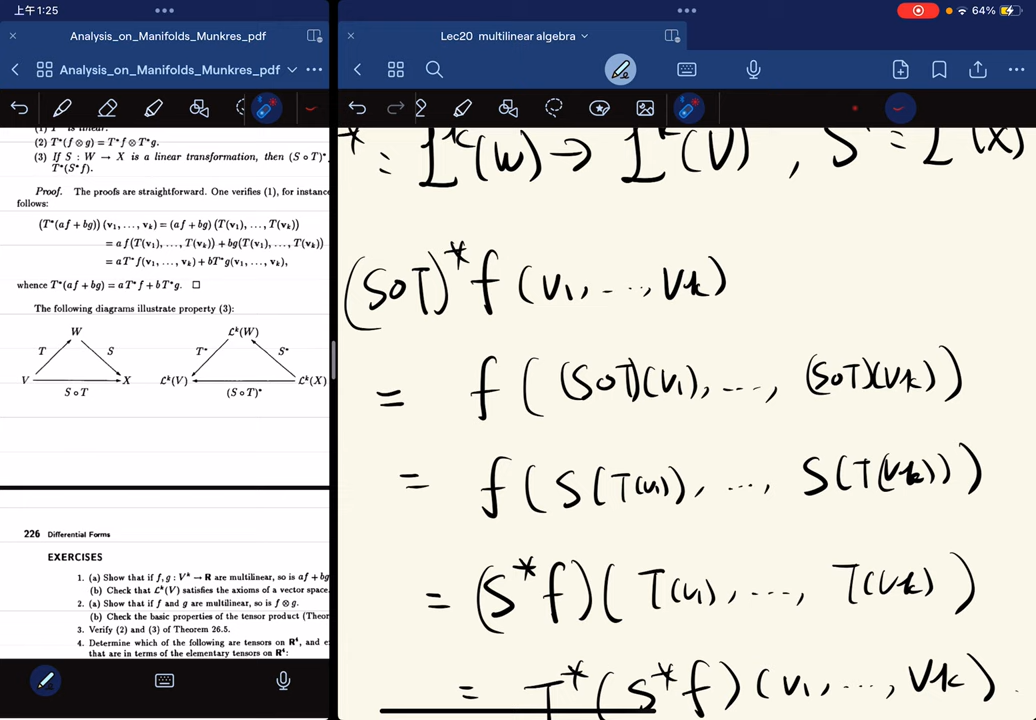 上午1:25
64%
Analysis_on_Manifolds_Munkres_pdf
Analysis_on_Manifolds_Munkres_pdf
(2) T*(f ⊗ g) = T*f ⊗ T*g.
(3) If S : W → X is a linear transformation, then (S ∘ T)*
T*(S*f).
Proof. The proofs are straightforward. One verifies (1), for instance
follows:
(T*(af + bg))(v₁, …, vₖ) = (af + bg)(T(v₁), …, T(vₖ))
= a f(T(v₁), …, T(vₖ)) + bg(T(v₁), …, T(vₖ))
= aT*f(v₁, …, vₖ) + bT*g(v₁, …, vₖ),
whence T*(af + bg) = aT*f + bT*g. □
The following diagrams illustrate property (3):
W
T S
V X
S ∘ T
ℒᵏ(W)
T* S*
ℒᵏ(V) ℒᵏ(X)
(S ∘ T)*
226 Differential Forms
EXERCISES
1. (a) Show that if f, g : Vᵏ → R are multilinear, so is af + bg
(b) Check that ℒᵏ(V) satisfies the axioms of a vector space.
2. (a) Show that if f and g are multilinear, so is f ⊗ g.
(b) Check the basic properties of the tensor product (Theor
3. Verify (2) and (3) of Theorem 26.5.
4. Determine which of the following are tensors on R⁴, and e
that are in terms of the elementary tensors on R⁴:
Lec20 multilinear algebra
* : ℒᵏ(W) → ℒᵏ(V), S* = ℒᵏ(X)
(S∘T)* f (v₁, ..., vₖ)
= f ( (S∘T)(v₁), ..., (S∘T)(vₖ) )
= f ( S(T(v₁)), ..., S(T(vₖ)) )
= (S*f) ( T(v₁), ..., T(vₖ) )
= T*(S*f) (v₁, ..., vₖ).